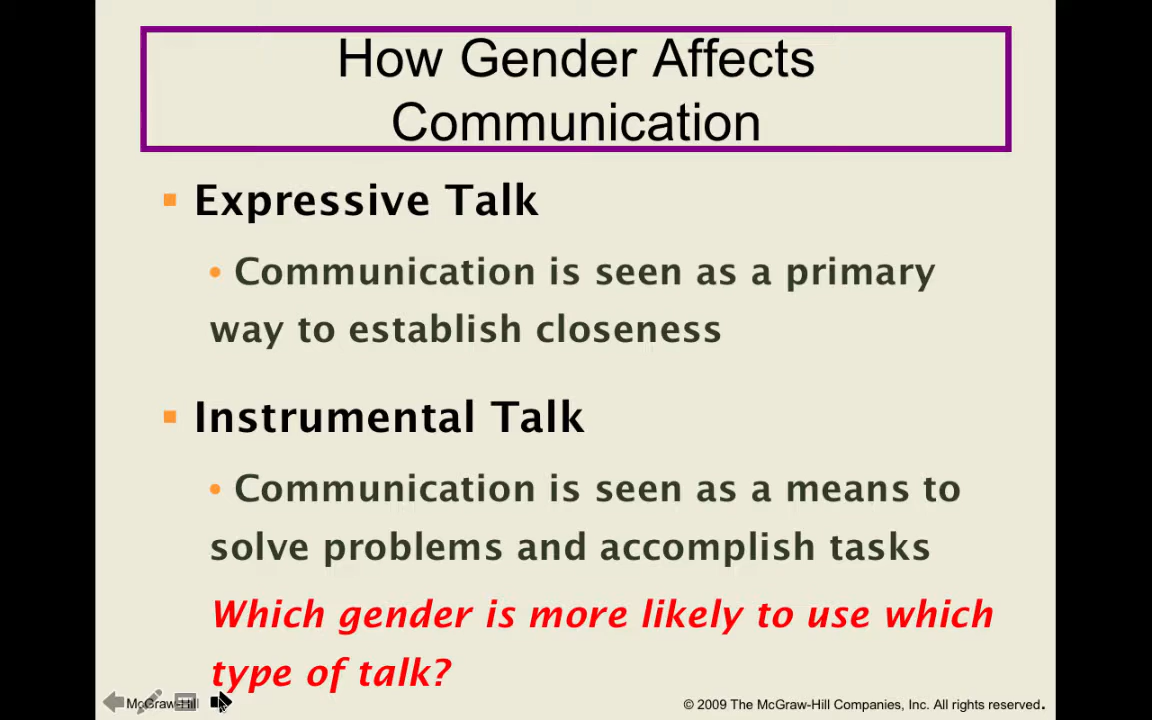 How Gender Affects
Communication
▪ Expressive Talk
• Communication is seen as a primary
way to establish closeness
▪ Instrumental Talk
• Communication is seen as a means to
solve problems and accomplish tasks
Which gender is more likely to use which
type of talk?
McGraw-Hill
© 2009 The McGraw-Hill Companies, Inc. All rights reserved.